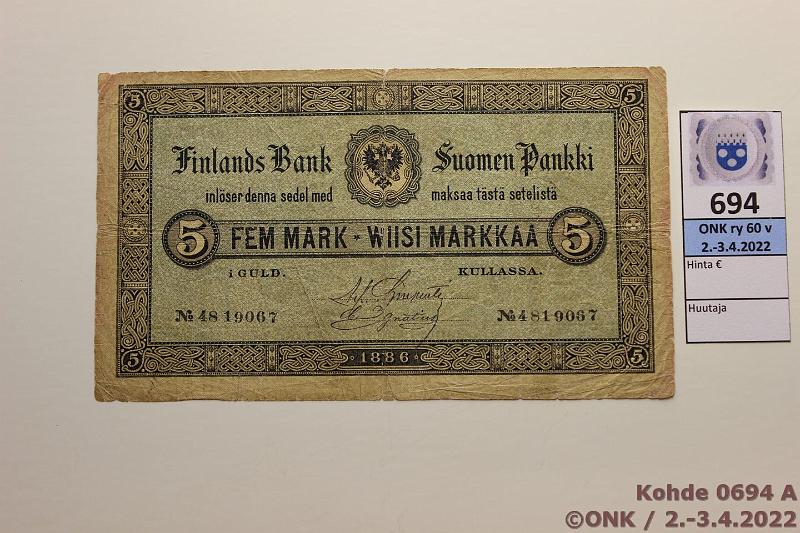 5 5
Finlands Bank Suomen Pankki
inlöser denna sedel med maksaa tästä setelistä
5 FEM MARK - WIISI MARKKAA 5
I GULD. KULLASSA.
№ 4819067 №4819067
5 1886 5
694
ONK ry 60 v
2.-3.4.2022
Hinta €
Huutaja
Kohde 0694 A
©ONK / 2.-3.4.2022